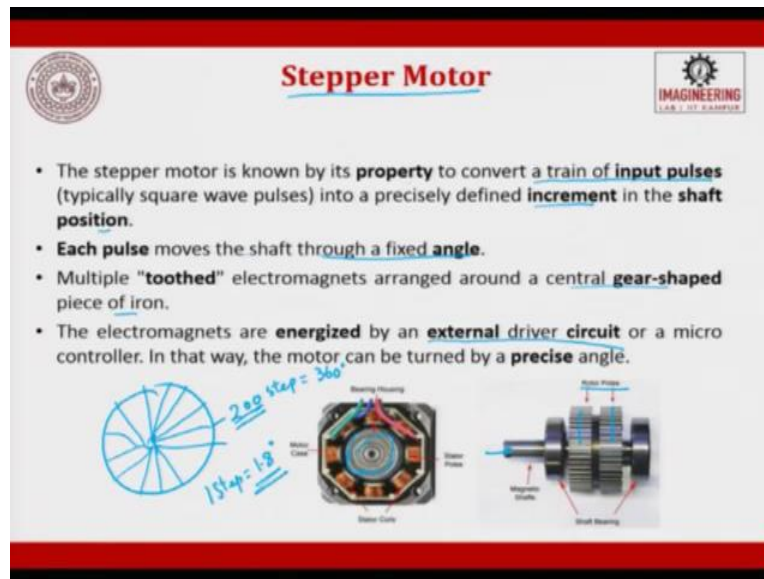 Stepper Motor
IMAGINEERING
LAB | IIT KANPUR
• The stepper motor is known by its property to convert a train of input pulses
(typically square wave pulses) into a precisely defined increment in the shaft
position.
• Each pulse moves the shaft through a fixed angle.
• Multiple "toothed" electromagnets arranged around a central gear-shaped
piece of iron.
• The electromagnets are energized by an external driver circuit or a micro
controller. In that way, the motor can be turned by a precise angle.
200 step = 360°
1 Step = 1.8°
Bearing Housing
Motor
Case
Stator
Poles
Stator Coils
Rotor Poles
Magnetic
Shafts
Shaft Bearing